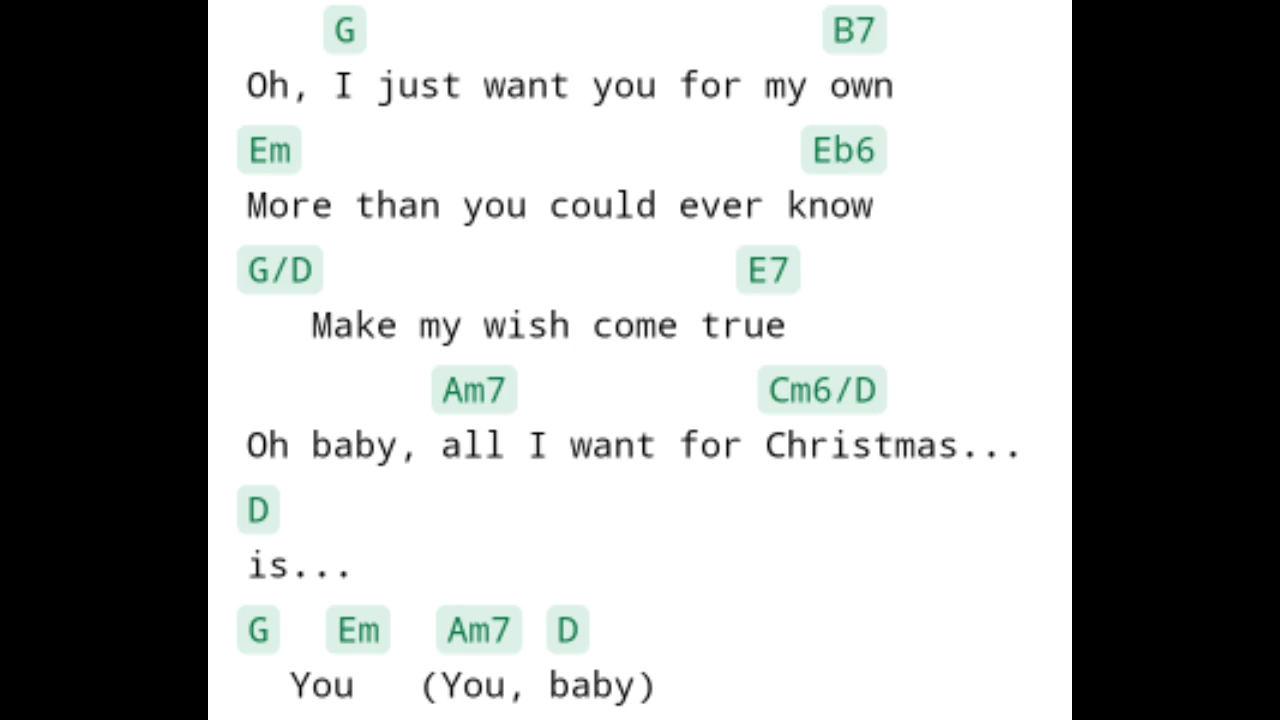 G B7
Oh, I just want you for my own
Em Eb6
More than you could ever know
G/D E7
Make my wish come true
Am7 Cm6/D
Oh baby, all I want for Christmas...
D
is...
G Em Am7 D
You (You, baby)